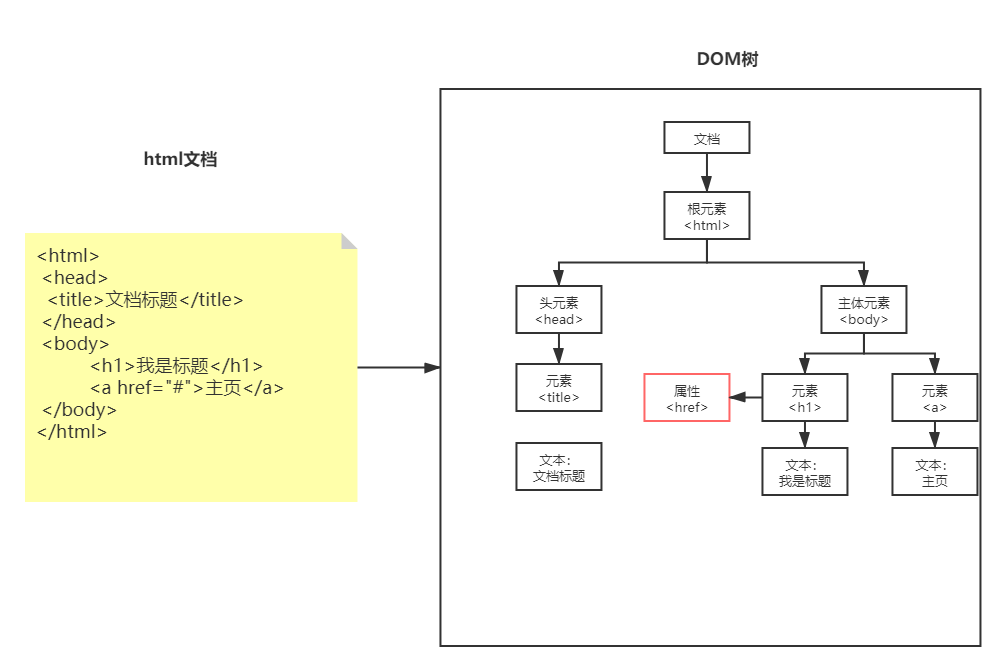 DOM树
html文档
<html>
<head>
<title>文档标题</title>
</head>
<body>
<h1>我是标题</h1>
<a href="#">主页</a>
</body>
</html>
文档
根元素
<html>
头元素
<head>
主体元素
<body>
元素
<title>
属性
<href>
元素
<h1>
元素
<a>
文本：
文档标题
文本：
我是标题
文本：
主页